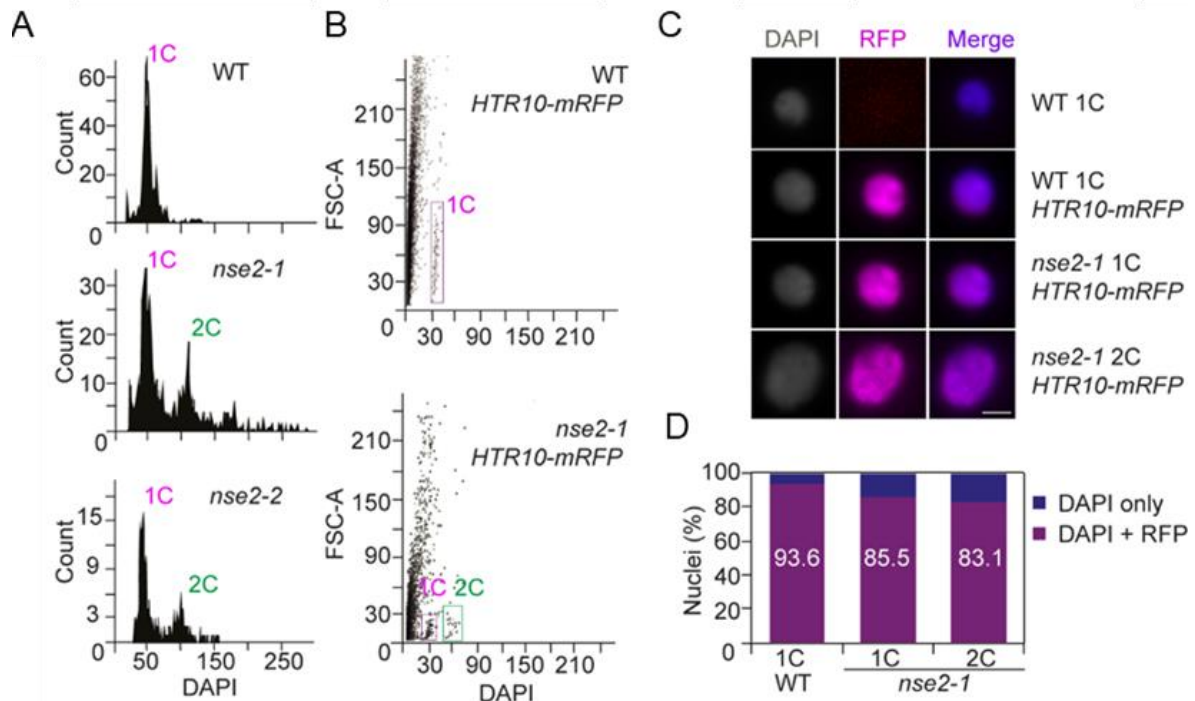 A
1C
WT
60
40
20
0
Count
1C
nse2-1
2C
30
20
10
0
Count
1C
nse2-2
2C
15
9
3
0
Count
50
150
250
DAPI
B
WT
HTR10-mRFP
210
150
90
30
0
FSC-A
1C
30
90
150
210
nse2-1
HTR10-mRFP
210
150
90
30
0
FSC-A
1C
2C
30
90
150
210
DAPI
C
DAPI RFP Merge
WT 1C
WT 1C
HTR10-mRFP
nse2-1 1C
HTR10-mRFP
nse2-1 2C
HTR10-mRFP
D
100
80
60
40
20
0
Nuclei (%)
93.6
85.5
83.1
DAPI only
DAPI + RFP
1C
1C
2C
WT
nse2-1